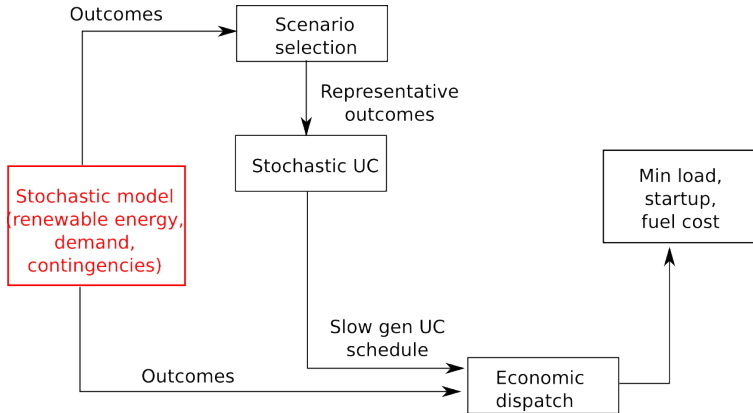 Outcomes
Scenario
selection
Representative
outcomes
Stochastic UC
Stochastic model
(renewable energy,
demand,
contingencies)
Min load,
startup,
fuel cost
Slow gen UC
schedule
Outcomes
Economic
dispatch